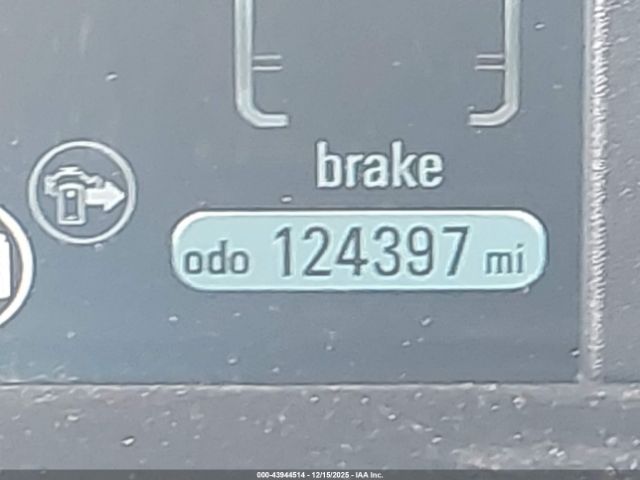 brake
odo 124397 mi
000-43944514 - 12/15/2025 - IAA Inc.